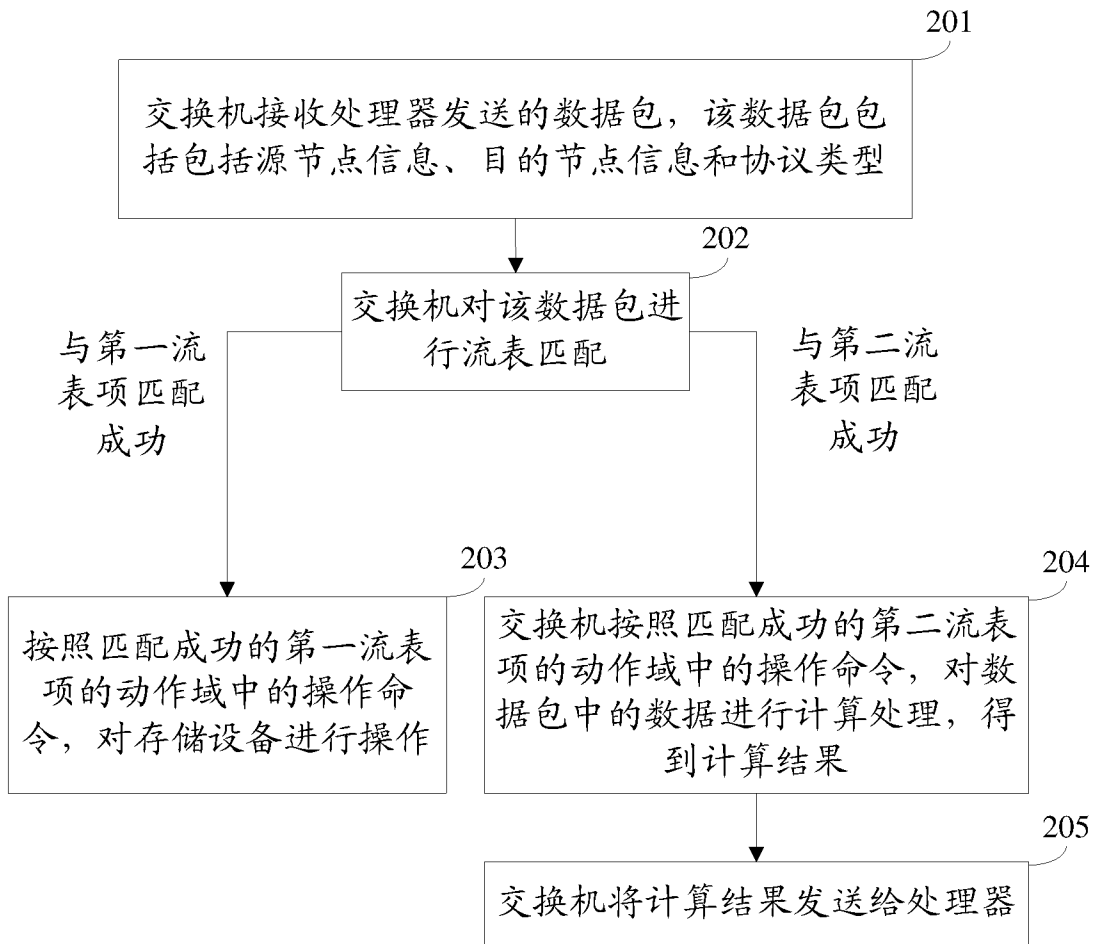 201
交换机接收处理器发送的数据包，该数据包包
括包括源节点信息、目的节点信息和协议类型
202
交换机对该数据包进
行流表匹配
与第一流
表项匹配
成功
与第二流
表项匹配
成功
203
按照匹配成功的第一流表
项的动作域中的操作命
令，对存储设备进行操作
204
交换机按照匹配成功的第二流表
项的动作域中的操作命令，对数
据包中的数据进行计算处理，得
到计算结果
205
交换机将计算结果发送给处理器